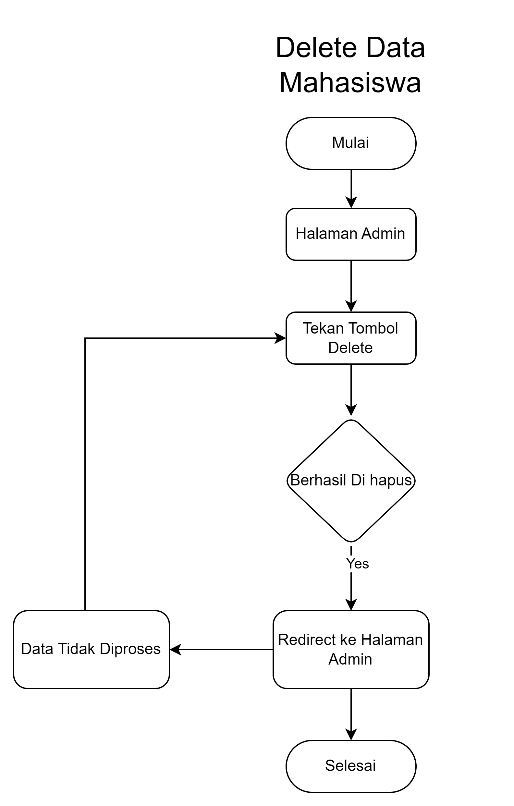 Delete Data
Mahasiswa
Mulai
Halaman Admin
Tekan Tombol
Delete
Berhasil Di hapus
Yes
Data Tidak Diproses
Redirect ke Halaman
Admin
Selesai